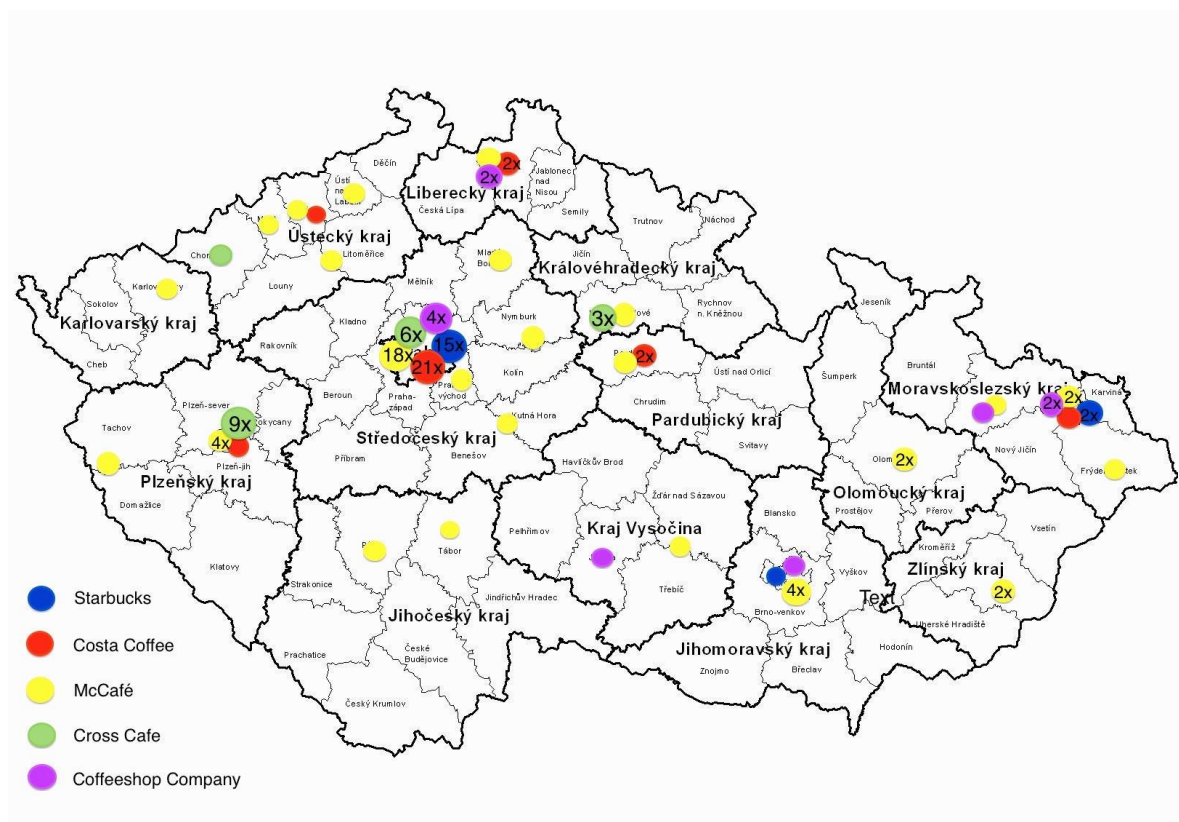 Děčín
Ústí
na
Labem
2x
2x
Jablonec
nad
Nisou
Liberecký kraj
Česká Lípa
Semily
Trutnov
Náchod
Ústecký kraj
Litoměřice
Louny
Jičín
Královéhradecký kraj
Mělník
Rychnov
n. Kněžnou
Jeseník
Sokolov
Karlovarský kraj
Cheb
Kladno
Rakovník
4x
6x
15x
18x
21x
Nymburk
3x
2x
Kolín
Beroun
Praha-
západ
východ
Kutná Hora
Středočeský kraj
Benešov
Příbram
Ústí nad Orlicí
Chrudim
Pardubický kraj
Svitavy
Šumperk
Bruntál
Moravskoslezský kraj
Karviná
2x
2x
2x
Nový Jičín
Plzeň-sever
9x
4x
Tachov
Plzeň-jih
Plzeňský kraj
Domažlice
Klatovy
Havlíčkův Brod
Žďár nad Sázavou
Kraj Vysočina
Pelhřimov
Třebíč
2x
Olomoucký kraj
Prostějov
Přerov
Blansko
Vyškov
Text
4x
Brno-venkov
Vsetín
Kroměříž
Zlínský kraj
2x
Uherské Hradiště
Hodonín
Jihomoravský kraj
Znojmo
Břeclav
Tábor
Strakonice
Jindřichův Hradec
Jihočeský kraj
Prachatice
České
Budějovice
Český Krumlov
Starbucks
Costa Coffee
McCafé
Cross Cafe
Coffeeshop Company